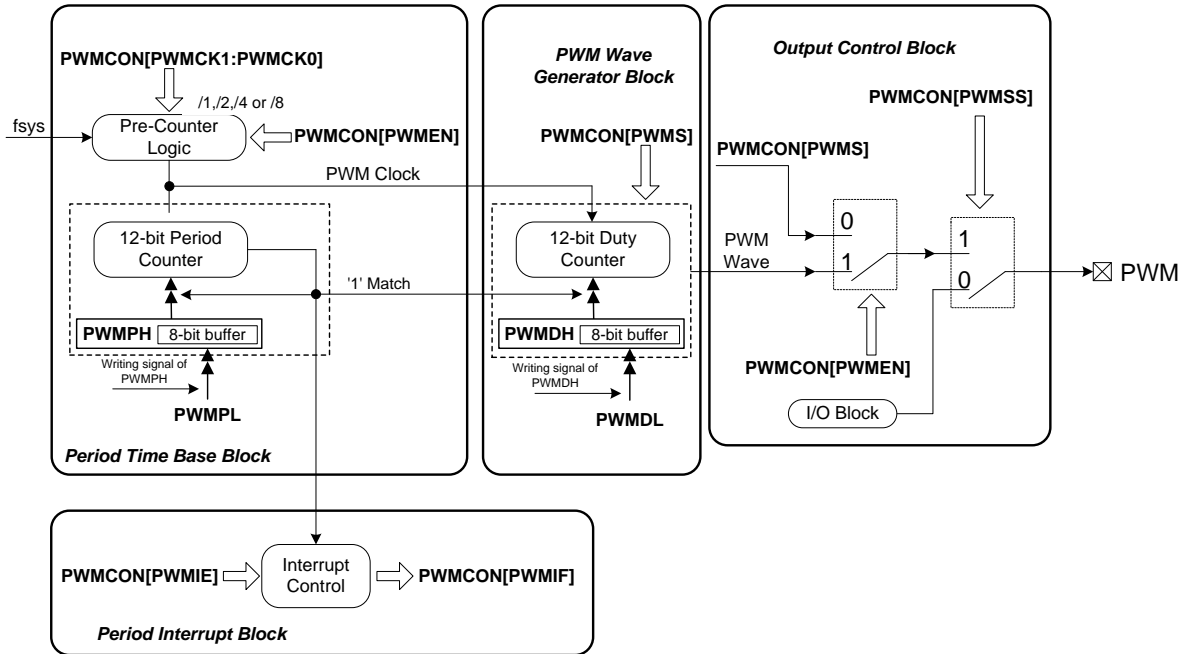 PWMCON[PWMCK1:PWMCK0]
/1,/2,/4 or /8
fsys
Pre-Counter
Logic
PWMCON[PWMEN]
PWM Clock
12-bit Period
Counter
'1' Match
PWMPH
8-bit buffer
Writing signal of
PWMPH
PWMPL
Period Time Base Block
PWM Wave
Generator Block
PWMCON[PWMS]
12-bit Duty
Counter
PWMDH
8-bit buffer
Writing signal of
PWMDH
PWMDL
Output Control Block
PWMCON[PWMSS]
PWMCON[PWMS]
0
1
PWM
Wave
1
0
PWM
PWMCON[PWMEN]
I/O Block
PWMCON[PWMIE]
Interrupt
Control
PWMCON[PWMIF]
Period Interrupt Block